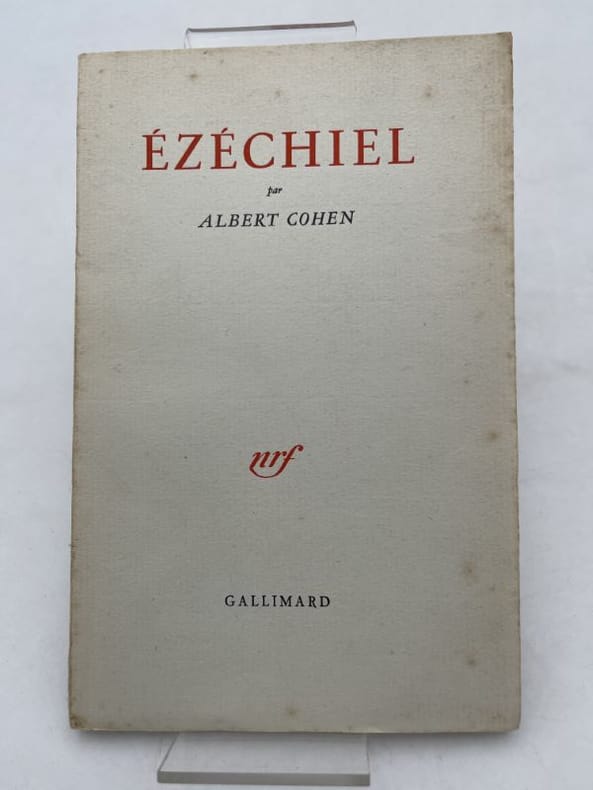 ÉZÉCHIEL
par
ALBERT COHEN
nrf
GALLIMARD